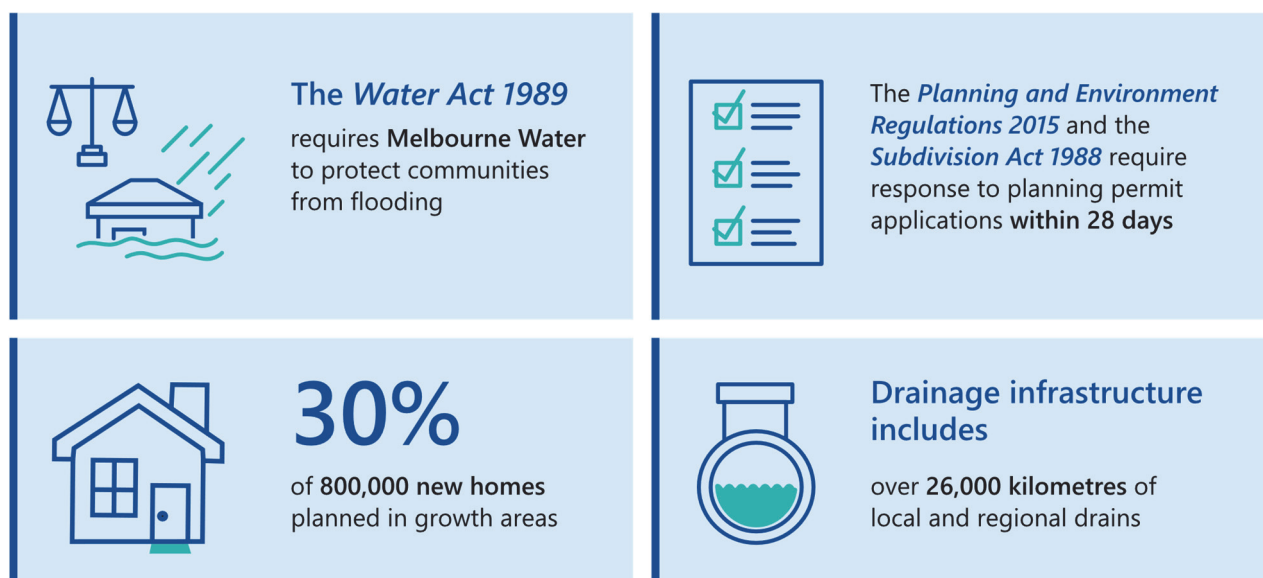 The Water Act 1989
requires Melbourne Water
to protect communities
from flooding
The Planning and Environment
Regulations 2015 and the
Subdivision Act 1988 require
response to planning permit
applications within 28 days
30%
of 800,000 new homes
planned in growth areas
Drainage infrastructure
includes
over 26,000 kilometres of
local and regional drains